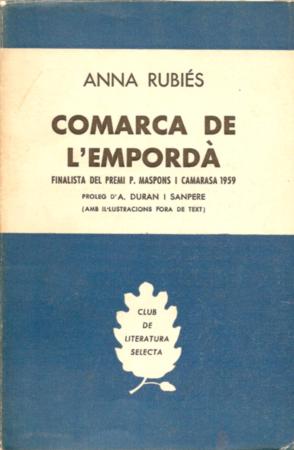 ANNA RUBIÉS
COMARCA DE
L'EMPORDÀ
FINALISTA DEL PREMI P. MASPONS I CAMARASA 1959
PROLEG D'A. DURAN I SANPERE
(AMB IL·LUSTRACIONS FORA DE TEXT)
CLUB
DE
LITERATURA
SELECTA